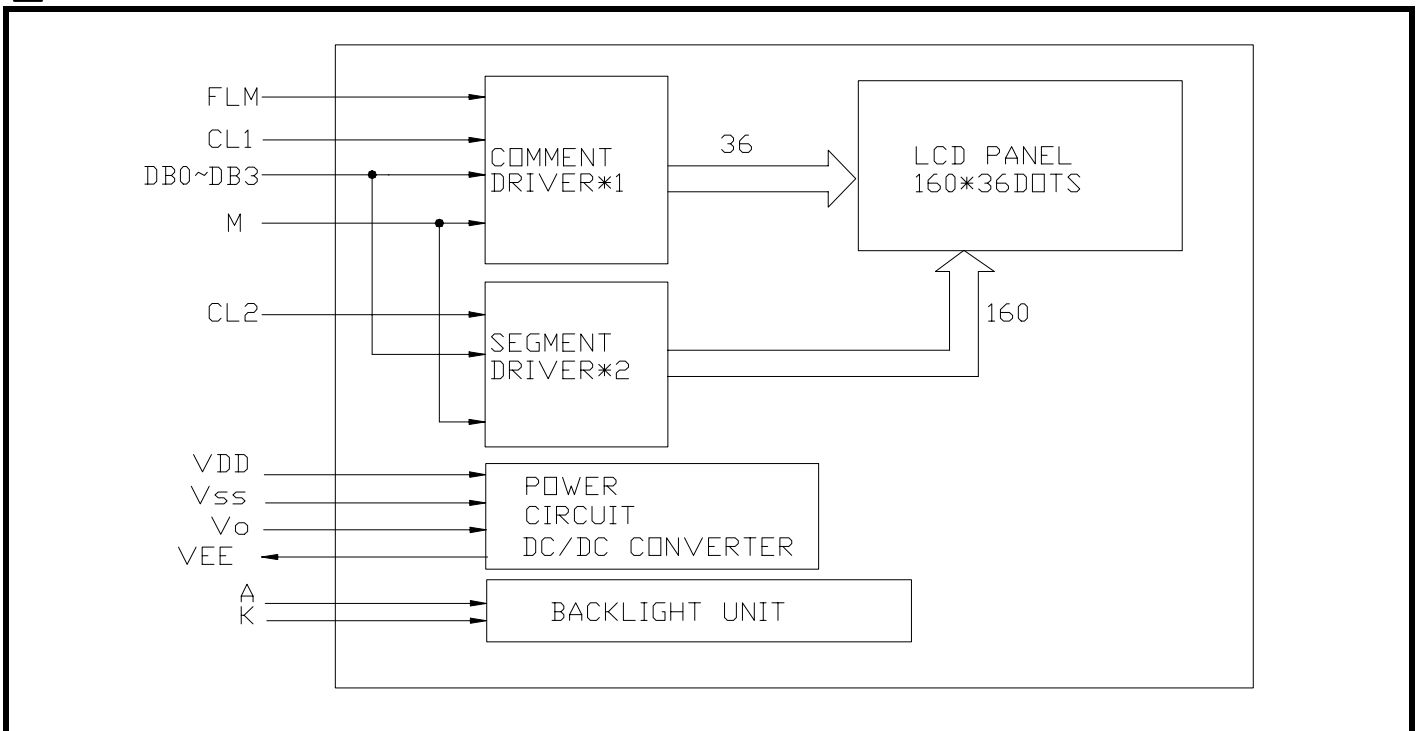 FLM
CL1
DB0~DB3
M
COMMENT
DRIVER*1
36
LCD PANEL
160*36DOTS
CL2
SEGMENT
DRIVER*2
160
VDD
Vss
Vo
VEE
POWER
CIRCUIT
DC/DC CONVERTER
A
K
BACKLIGHT UNIT